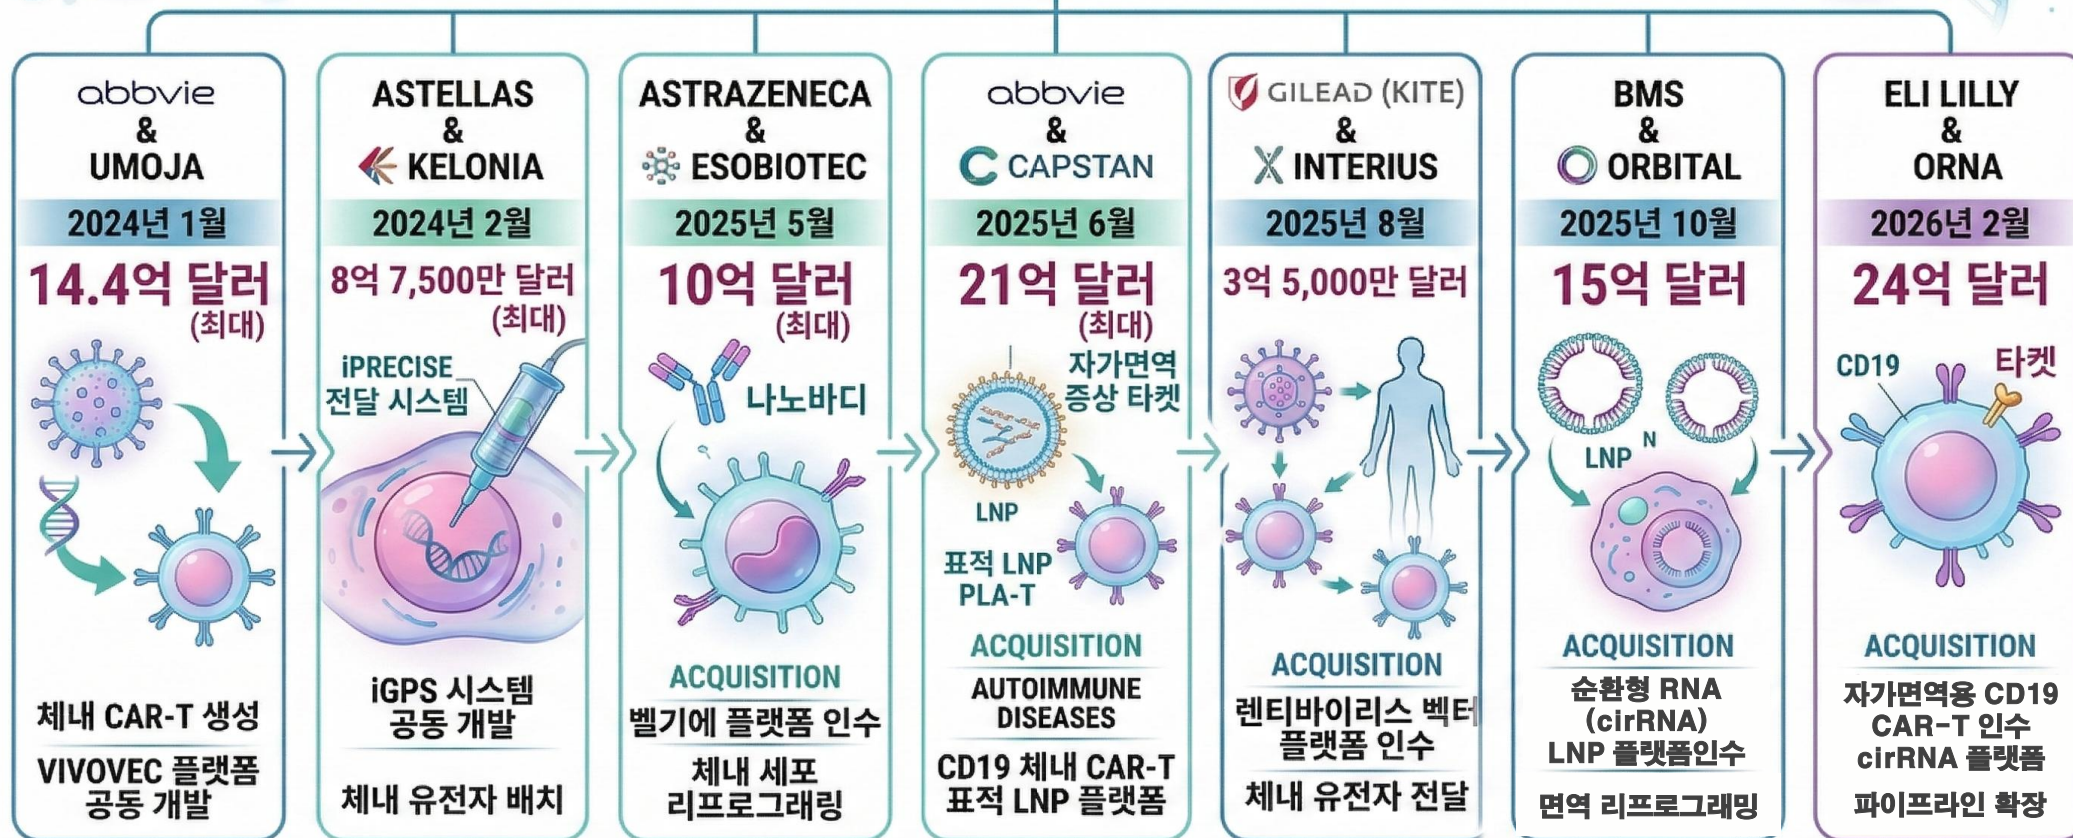 abbvie
&
UMOJA
2024년 1월
14.4억 달러
(최대)
체내 CAR-T 생성
VIVOVEC 플랫폼
공동 개발
ASTELLAS
&
KELONIA
2024년 2월
8억 7,500만 달러
(최대)
iPRECISE
전달 시스템
iGPS 시스템
공동 개발
체내 유전자 배치
ASTRAZENECA
&
ESOBIOTEC
2025년 5월
10억 달러
(최대)
나노바디
ACQUISITION
벨기에 플랫폼 인수
체내 세포
리프로그래링
abbvie
&
CAPSTAN
2025년 6월
21억 달러
(최대)
자가면역
증상 타켓
LNP
표적 LNP
PLA-T
ACQUISITION
AUTOIMMUNE
DISEASES
CD19 체내 CAR-T
표적 LNP 플랫폼
GILEAD (KITE)
&
INTERIUS
2025년 8월
3억 5,000만 달러
ACQUISITION
렌티바이리스 벡터
플랫폼 인수
체내 유전자 전달
BMS
&
ORBITAL
2025년 10월
15억 달러
N
LNP
ACQUISITION
순환형 RNA
(cirRNA)
LNP 플랫폼인수
면역 리프로그래밍
ELI LILLY
&
ORNA
2026년 2월
24억 달러
CD19
타켓
ACQUISITION
자가면역용 CD19
CAR-T 인수
cirRNA 플랫폼
파이프라인 확장